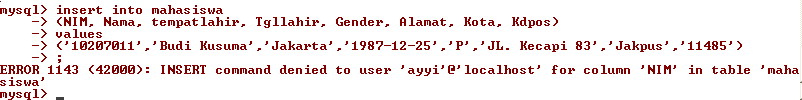 mysql> insert into mahasiswa
    -> (NIM, Nama, tempatlahir, Tgllahir, Gender, Alamat, Kota, Kdpos)
    -> values
    -> ('10207011','Budi Kusuma','Jakarta','1987-12-25','P','JL. Kecapi 83','Jakpus','11485')
    -> ;
ERROR 1143 (42000): INSERT command denied to user 'ayyi'@'localhost' for column 'NIM' in table 'maha
siswa'
mysql> _